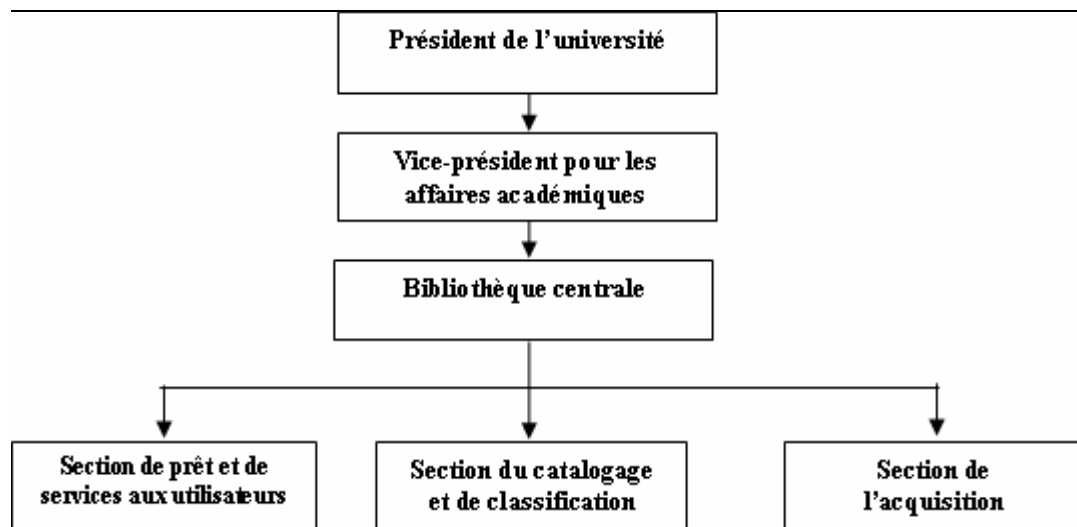 Président de l'université
Vice-président pour les
affaires académiques
Bibliothèque centrale
Section de prêt et de
services aux utilisateurs
Section du catalogage
et de classification
Section de
l'acquisition